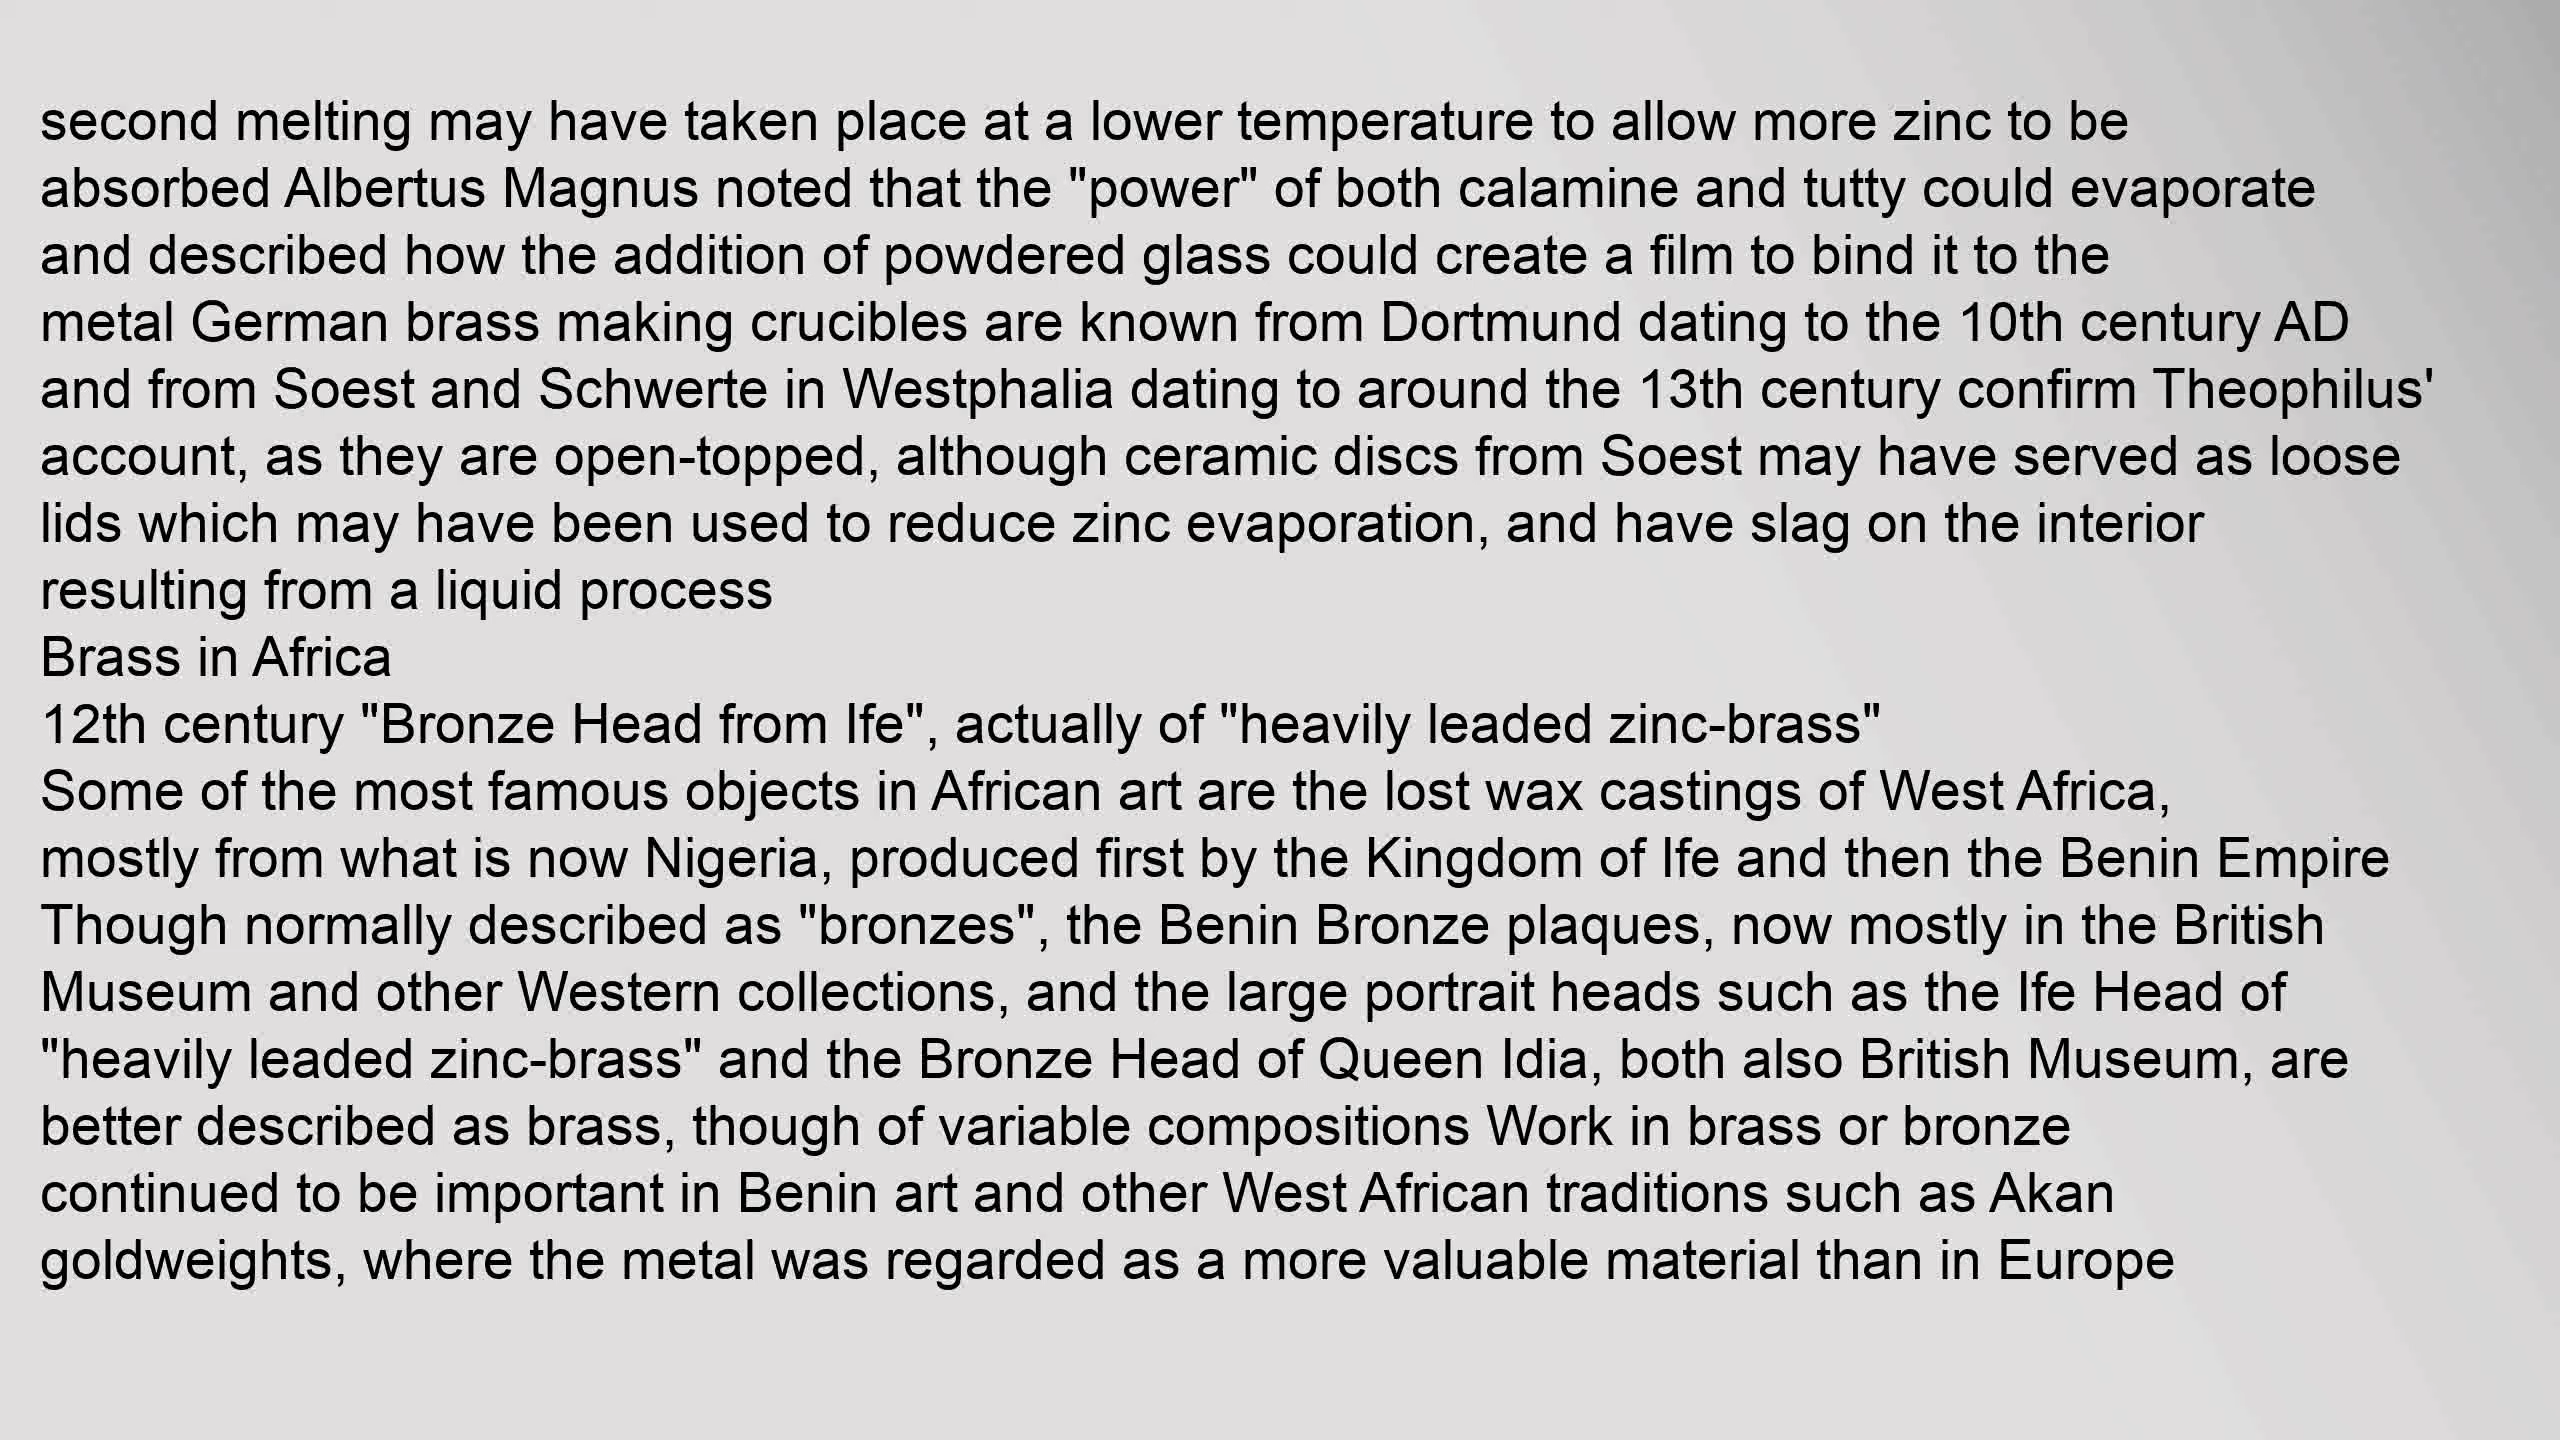 second melting may have taken place at a lower temperature to allow more zinc to be
absorbed Albertus Magnus noted that the "power" of both calamine and tutty could evaporate
and described how the addition of powdered glass could create a film to bind it to the
metal German brass making crucibles are known from Dortmund dating to the 10th century AD
and from Soest and Schwerte in Westphalia dating to around the 13th century confirm Theophilus'
account, as they are open-topped, although ceramic discs from Soest may have served as loose
lids which may have been used to reduce zinc evaporation, and have slag on the interior
resulting from a liquid process
Brass in Africa
12th century "Bronze Head from Ife", actually of "heavily leaded zinc-brass"
Some of the most famous objects in African art are the lost wax castings of West Africa,
mostly from what is now Nigeria, produced first by the Kingdom of Ife and then the Benin Empire
Though normally described as "bronzes", the Benin Bronze plaques, now mostly in the British
Museum and other Western collections, and the large portrait heads such as the Ife Head of
"heavily leaded zinc-brass" and the Bronze Head of Queen Idia, both also British Museum, are
better described as brass, though of variable compositions Work in brass or bronze
continued to be important in Benin art and other West African traditions such as Akan
goldweights, where the metal was regarded as a more valuable material than in Europe